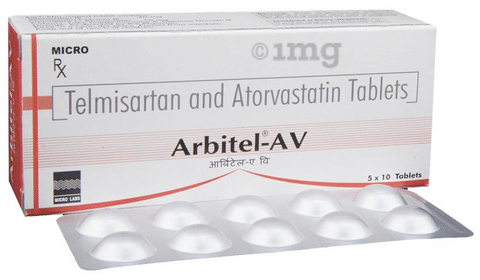 MICRO
Rx
© 1mg
Telmisartan and Atorvastatin Tablets
Arbitel®-AV
आर्बिटेल-ए वि
5 x 10 Tablets
MICRO LABS